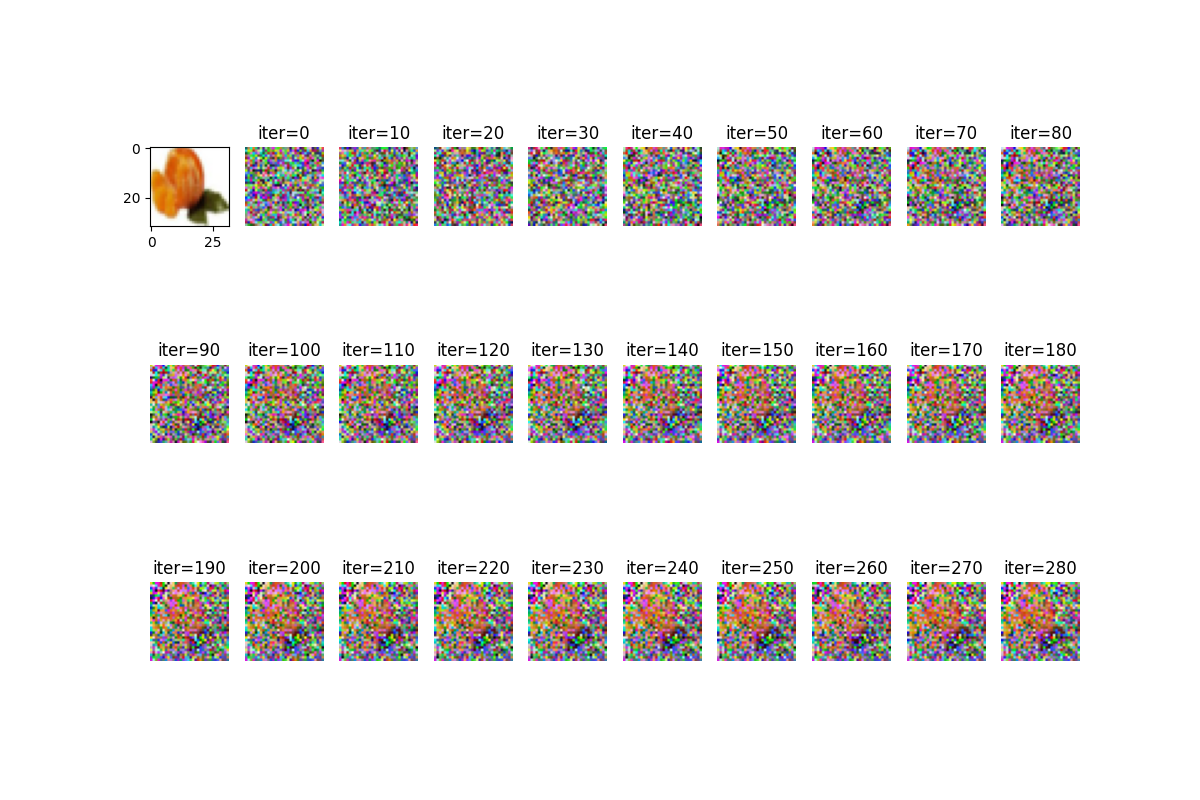 iter=0 iter=10 iter=20 iter=30 iter=40 iter=50 iter=60 iter=70 iter=80
0
20
0 25
iter=90 iter=100 iter=110 iter=120 iter=130 iter=140 iter=150 iter=160 iter=170 iter=180
iter=190 iter=200 iter=210 iter=220 iter=230 iter=240 iter=250 iter=260 iter=270 iter=280